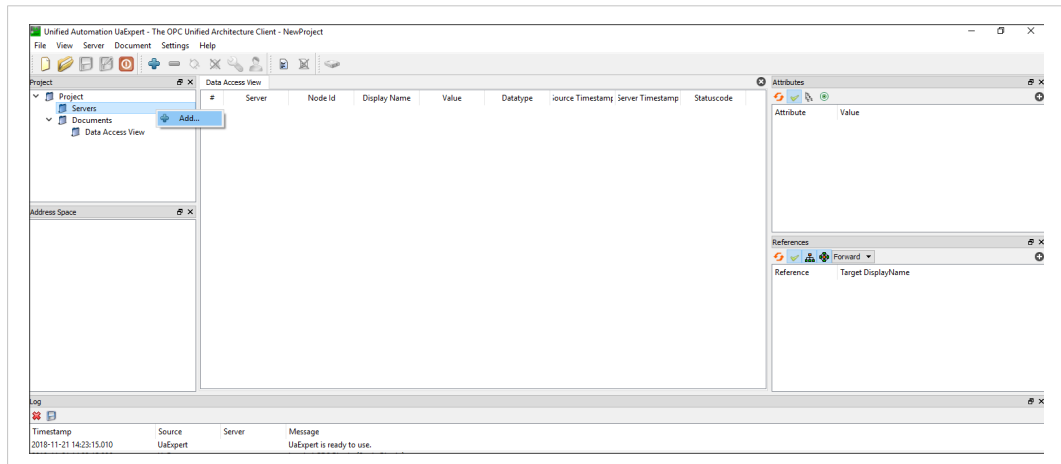 Unified Automation UaExpert - The OPC Unified Architecture Client - NewProject
File View Server Document Settings Help
Project
Project
Servers
Add...
Documents
Data Access View
Address Space
Data Access View
# Server Node Id Display Name Value Datatype ource Timestamp Server Timestamp Statuscode
Attributes
Attribute Value
References
Forward
Reference Target DisplayName
Log
Timestamp Source Server Message
2018-11-21 14:23:15.010 UaExpert UaExpert is ready to use.